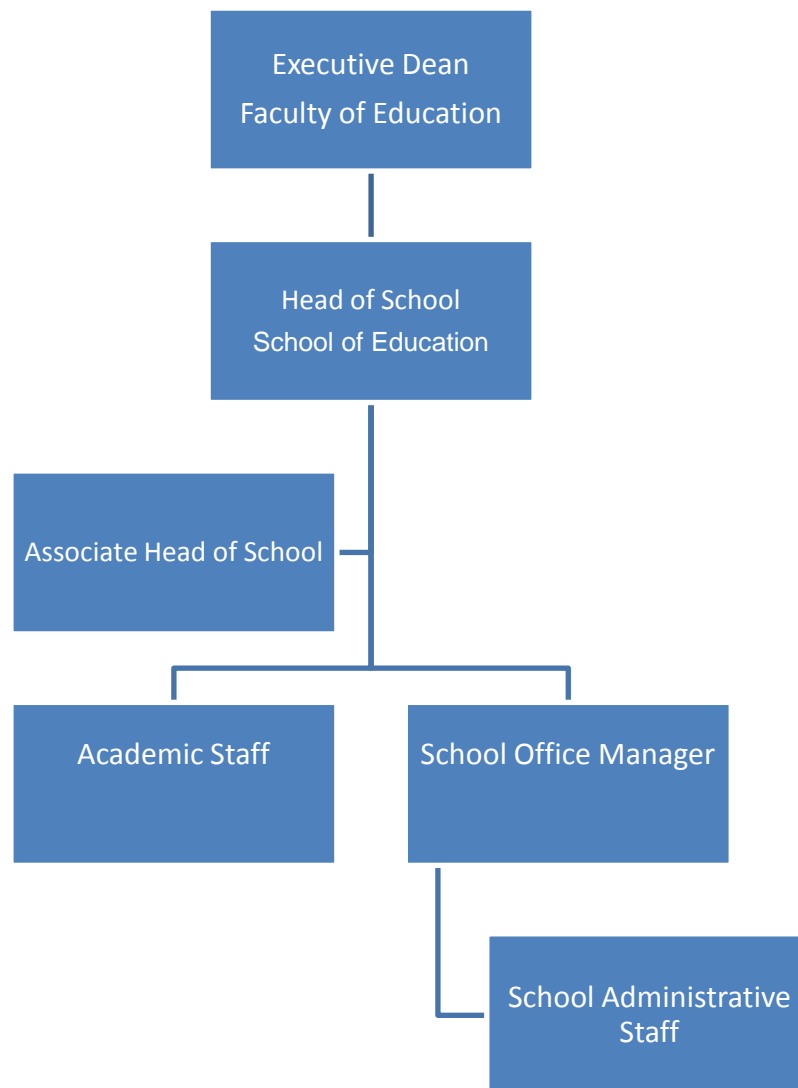 Executive Dean
Faculty of Education
Head of School
School of Education
Associate Head of School
Academic Staff
School Office Manager
School Administrative
Staff